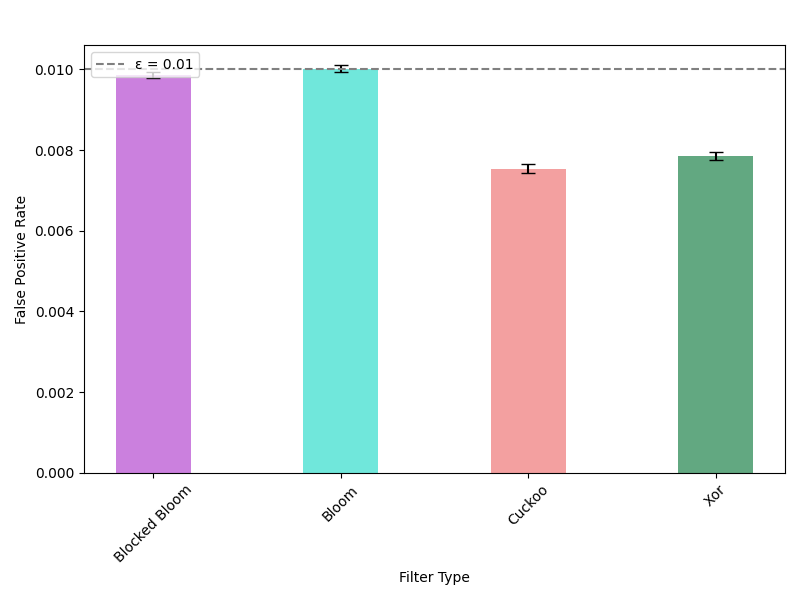 ε = 0.01
0.010
0.008
0.006
0.004
0.002
0.000
False Positive Rate
Blocked Bloom
Bloom
Cuckoo
Xor
Filter Type